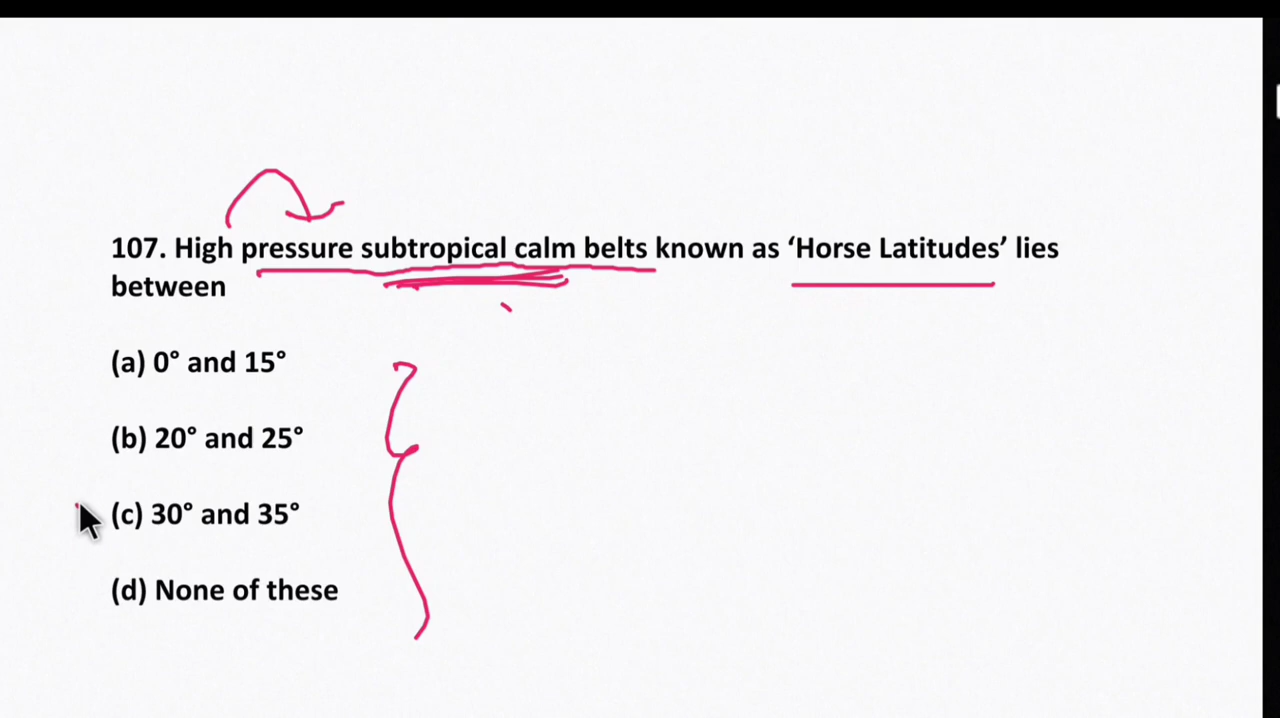 107. High pressure subtropical calm belts known as ‘Horse Latitudes’ lies
between
(a) 0° and 15°
(b) 20° and 25°
(c) 30° and 35°
(d) None of these